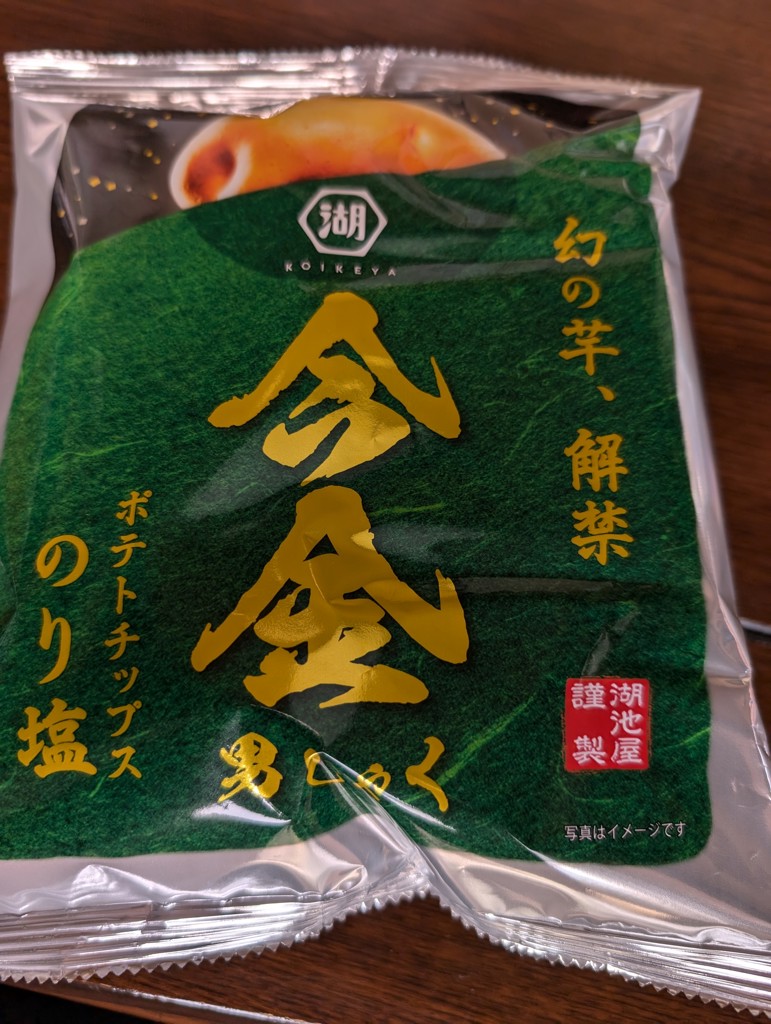 湖
KOIKEYA
幻の芋、解禁
今金
男しゃく
ポテトチップス
のり塩
湖池屋
謹製
写真はイメージです